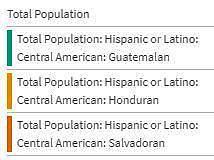 Total Population
Total Population: Hispanic or Latino:
Central American: Guatemalan
Total Population: Hispanic or Latino:
Central American: Honduran
Total Population: Hispanic or Latino:
Central American: Salvadoran